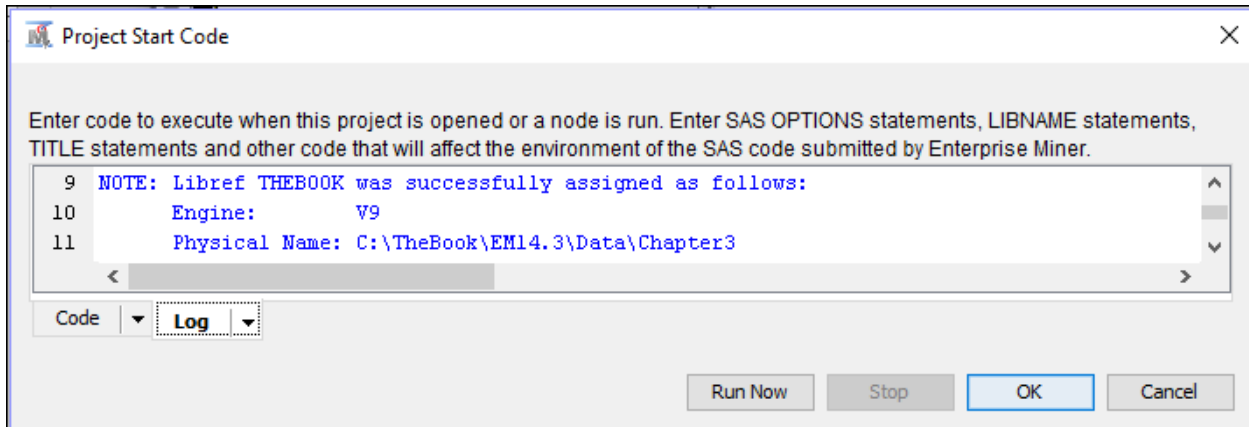 Project Start Code
Enter code to execute when this project is opened or a node is run. Enter SAS OPTIONS statements, LIBNAME statements,
TITLE statements and other code that will affect the environment of the SAS code submitted by Enterprise Miner.
9 NOTE: Libref THEBOOK was successfully assigned as follows:
10 Engine: V9
11 Physical Name: C:\TheBook\EM14.3\Data\Chapter3
Code Log
Run Now Stop OK Cancel